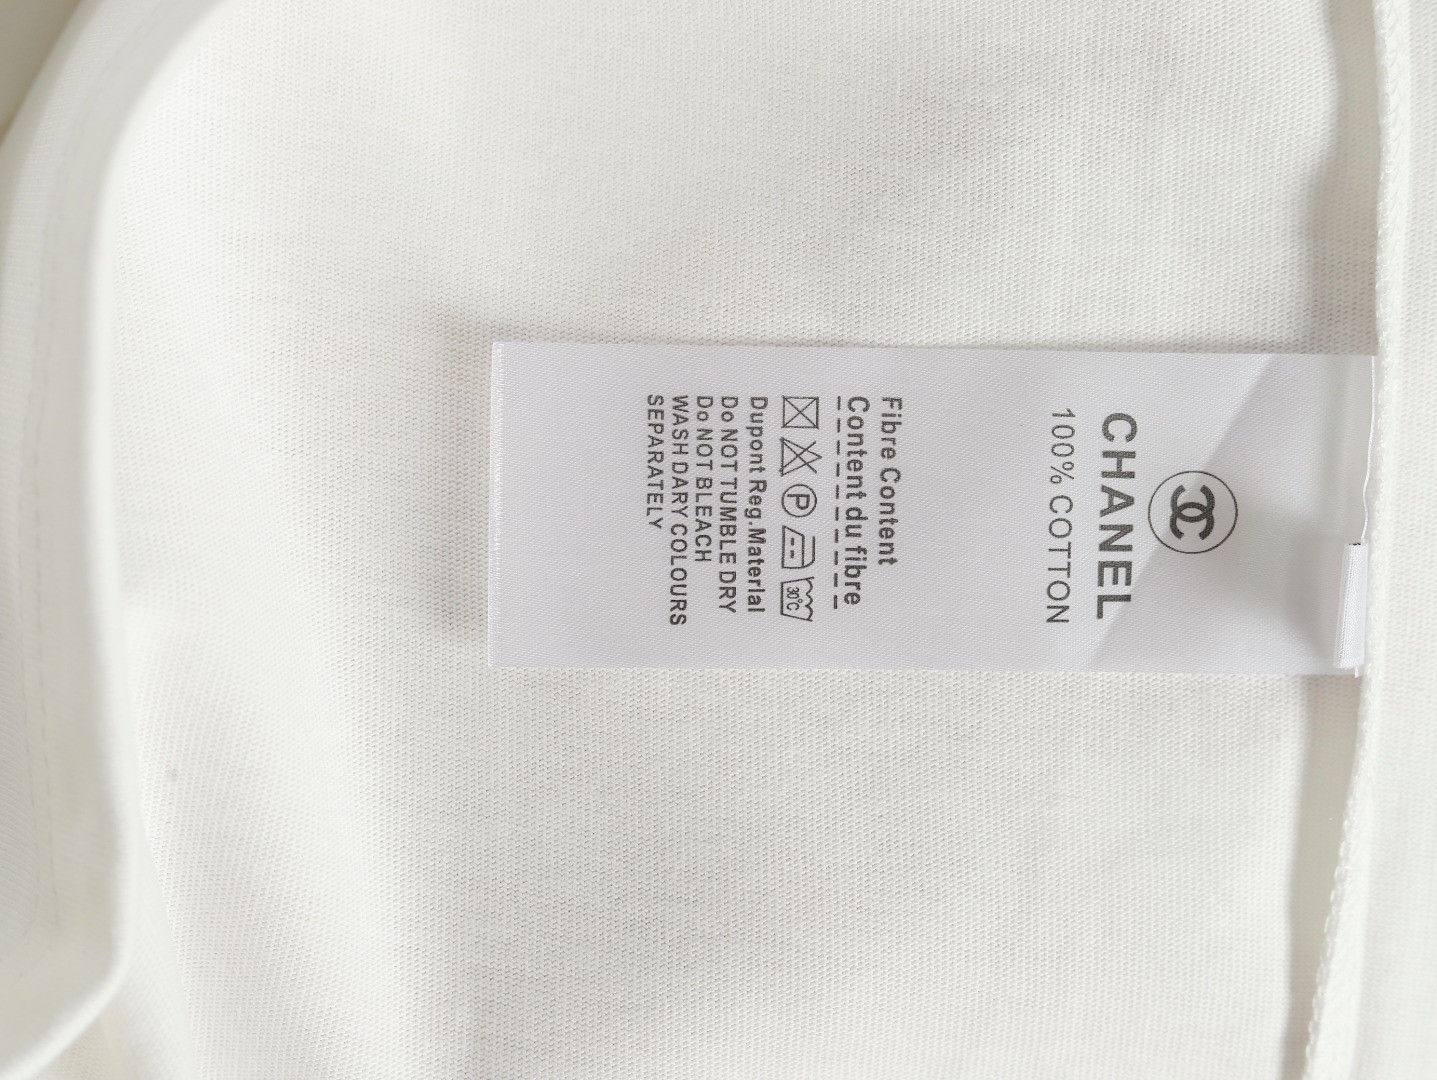 CHANEL
100% COTTON
Fibre Content
Content du fibre
30°C
P
Dupont Reg.Material
Do NOT TUMBLE DRY
Do NOT BLEACH
WASH DARY COLOURS
SEPARATELY